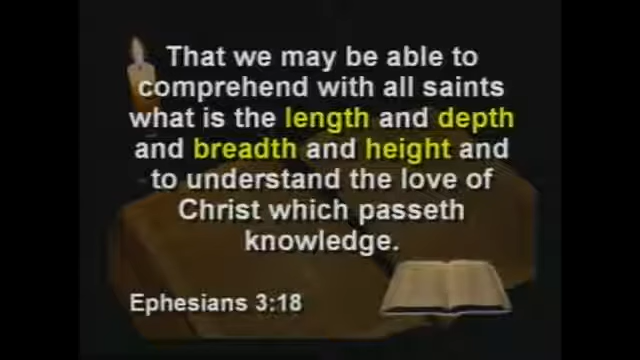 That we may be able to
comprehend with all saints
what is the length and depth
and breadth and height and
to understand the love of
Christ which passeth
knowledge.
Ephesians 3:18